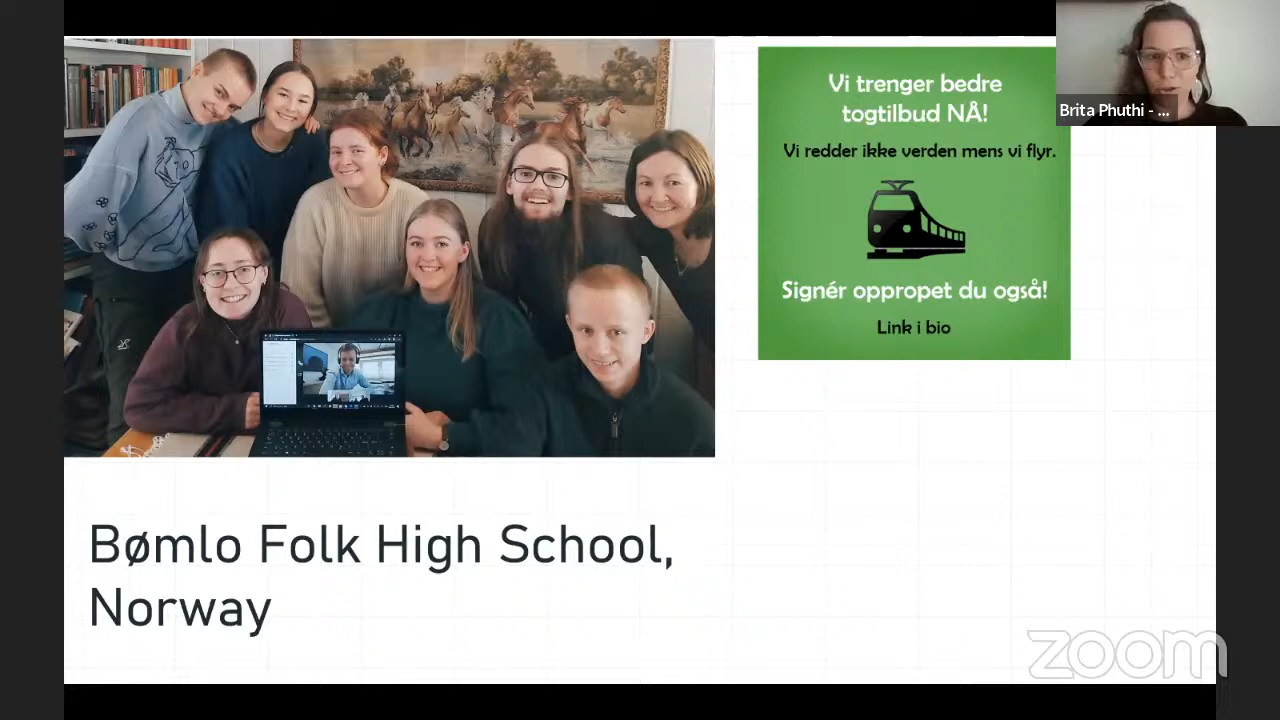 Vi trenger bedre
togtilbud NÅ!
Vi redder ikke verden mens vi flyr.
Signér oppropet du også!
Link i bio
Brita Phuthi - ...
Bømlo Folk High School,
Norway
zoom